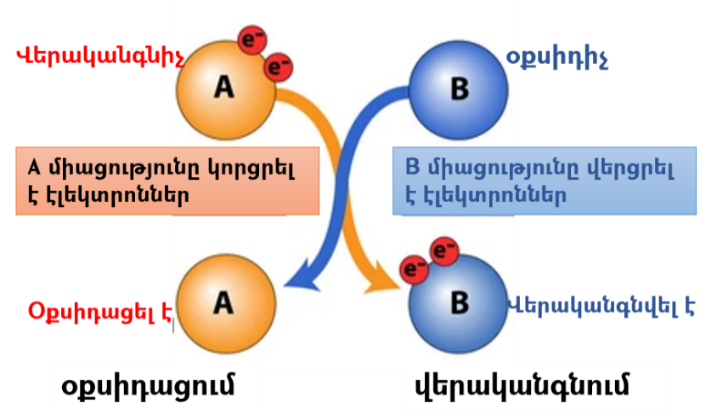 Վերականգնիչ
e⁻
e⁻
A
B
օքսիդիչ
A միացությունը կորցրել
է էլեկտրոններ
B միացությունը վերցրել
է էլեկտրոններ
e⁻
e⁻
Օքսիդացել է
A
B
Վերականգնվել է
օքսիդացում
վերականգնում